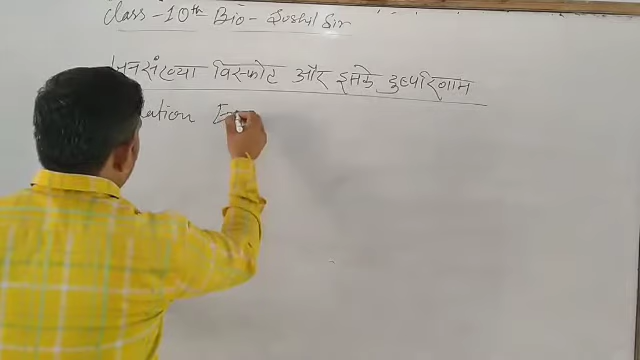 Class - 10th Bio - Sushil Sir
जनसंख्या विस्फोट और इसके दुष्परिणाम
ation E